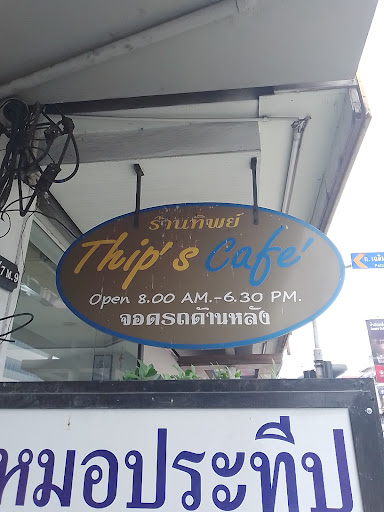 ร้านทิพย์
Thip's Café
Open 8.00 AM.-6.30 PM.
จอดรถด้านหลัง
หมอประทีป